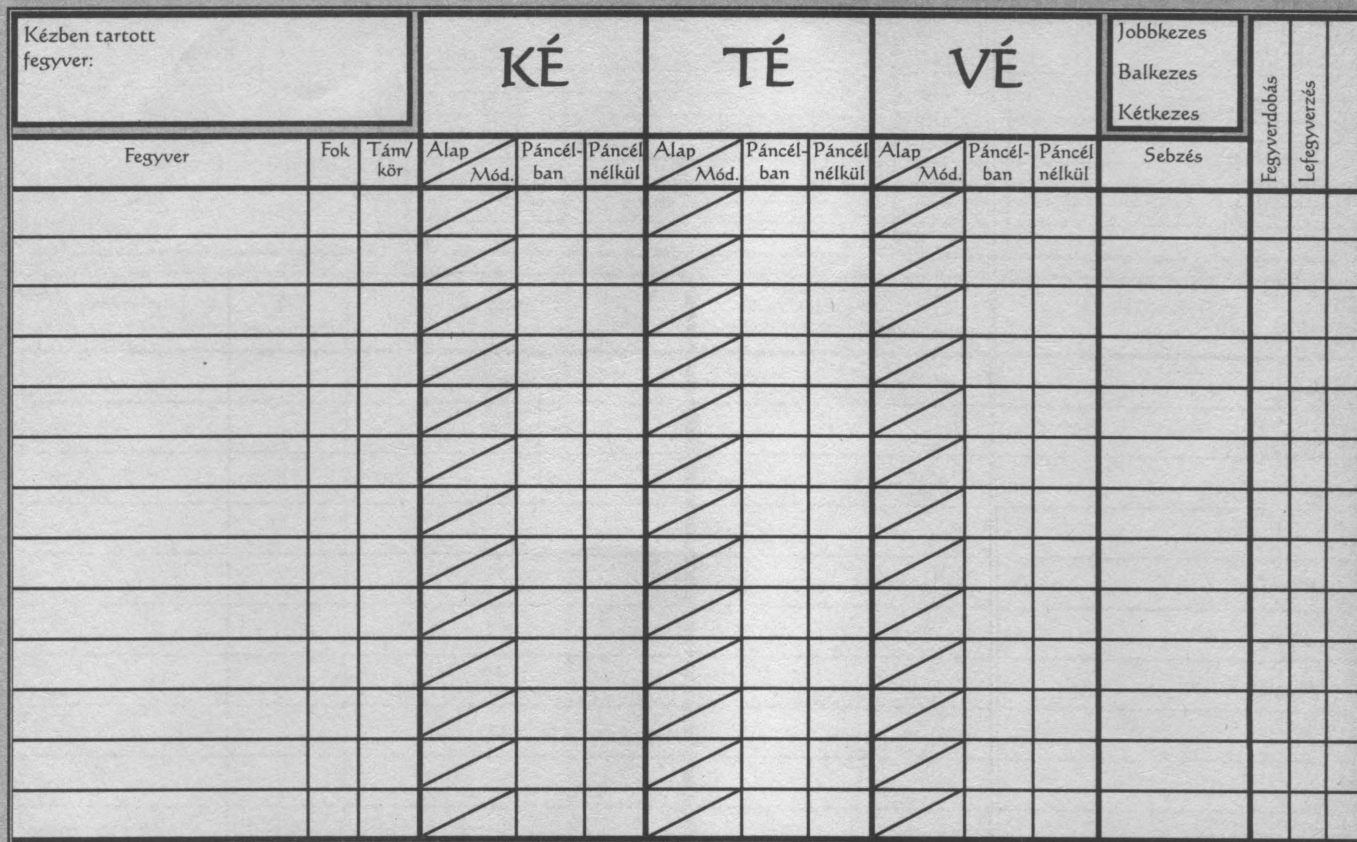 Kézben tartott
fegyver:
KÉ
TÉ
VÉ
Jobbkezes
Balkezes
Kétkezes
Fegyverdobás
Lefegyverzés
Fegyver
Fok
Tám/
kör
Alap
Mód.
Páncél-
ban
Páncél
nélkül
Alap
Mód.
Páncél-
ban
Páncél
nélkül
Alap
Mód.
Páncél-
ban
Páncél
nélkül
Sebzés